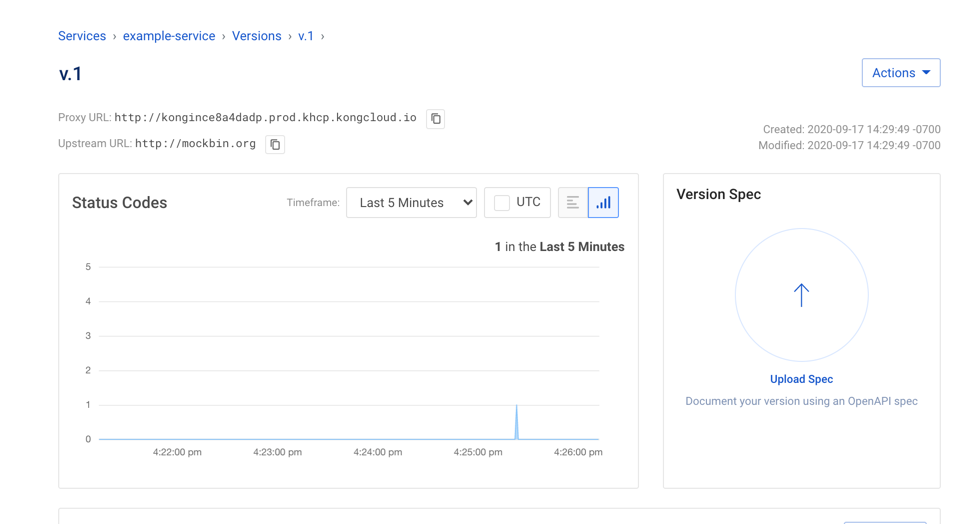 Services › example-service › Versions › v.1 ›
v.1
Actions
Proxy URL: http://kongince8a4dadp.prod.khcp.kongcloud.io
Upstream URL: http://mockbin.org
Created: 2020-09-17 14:29:49 -0700
Modified: 2020-09-17 14:29:49 -0700
Status Codes
Timeframe:
Last 5 Minutes
UTC
1 in the Last 5 Minutes
5
4
3
2
1
0
4:22:00 pm
4:23:00 pm
4:24:00 pm
4:25:00 pm
4:26:00 pm
Version Spec
Upload Spec
Document your version using an OpenAPI spec